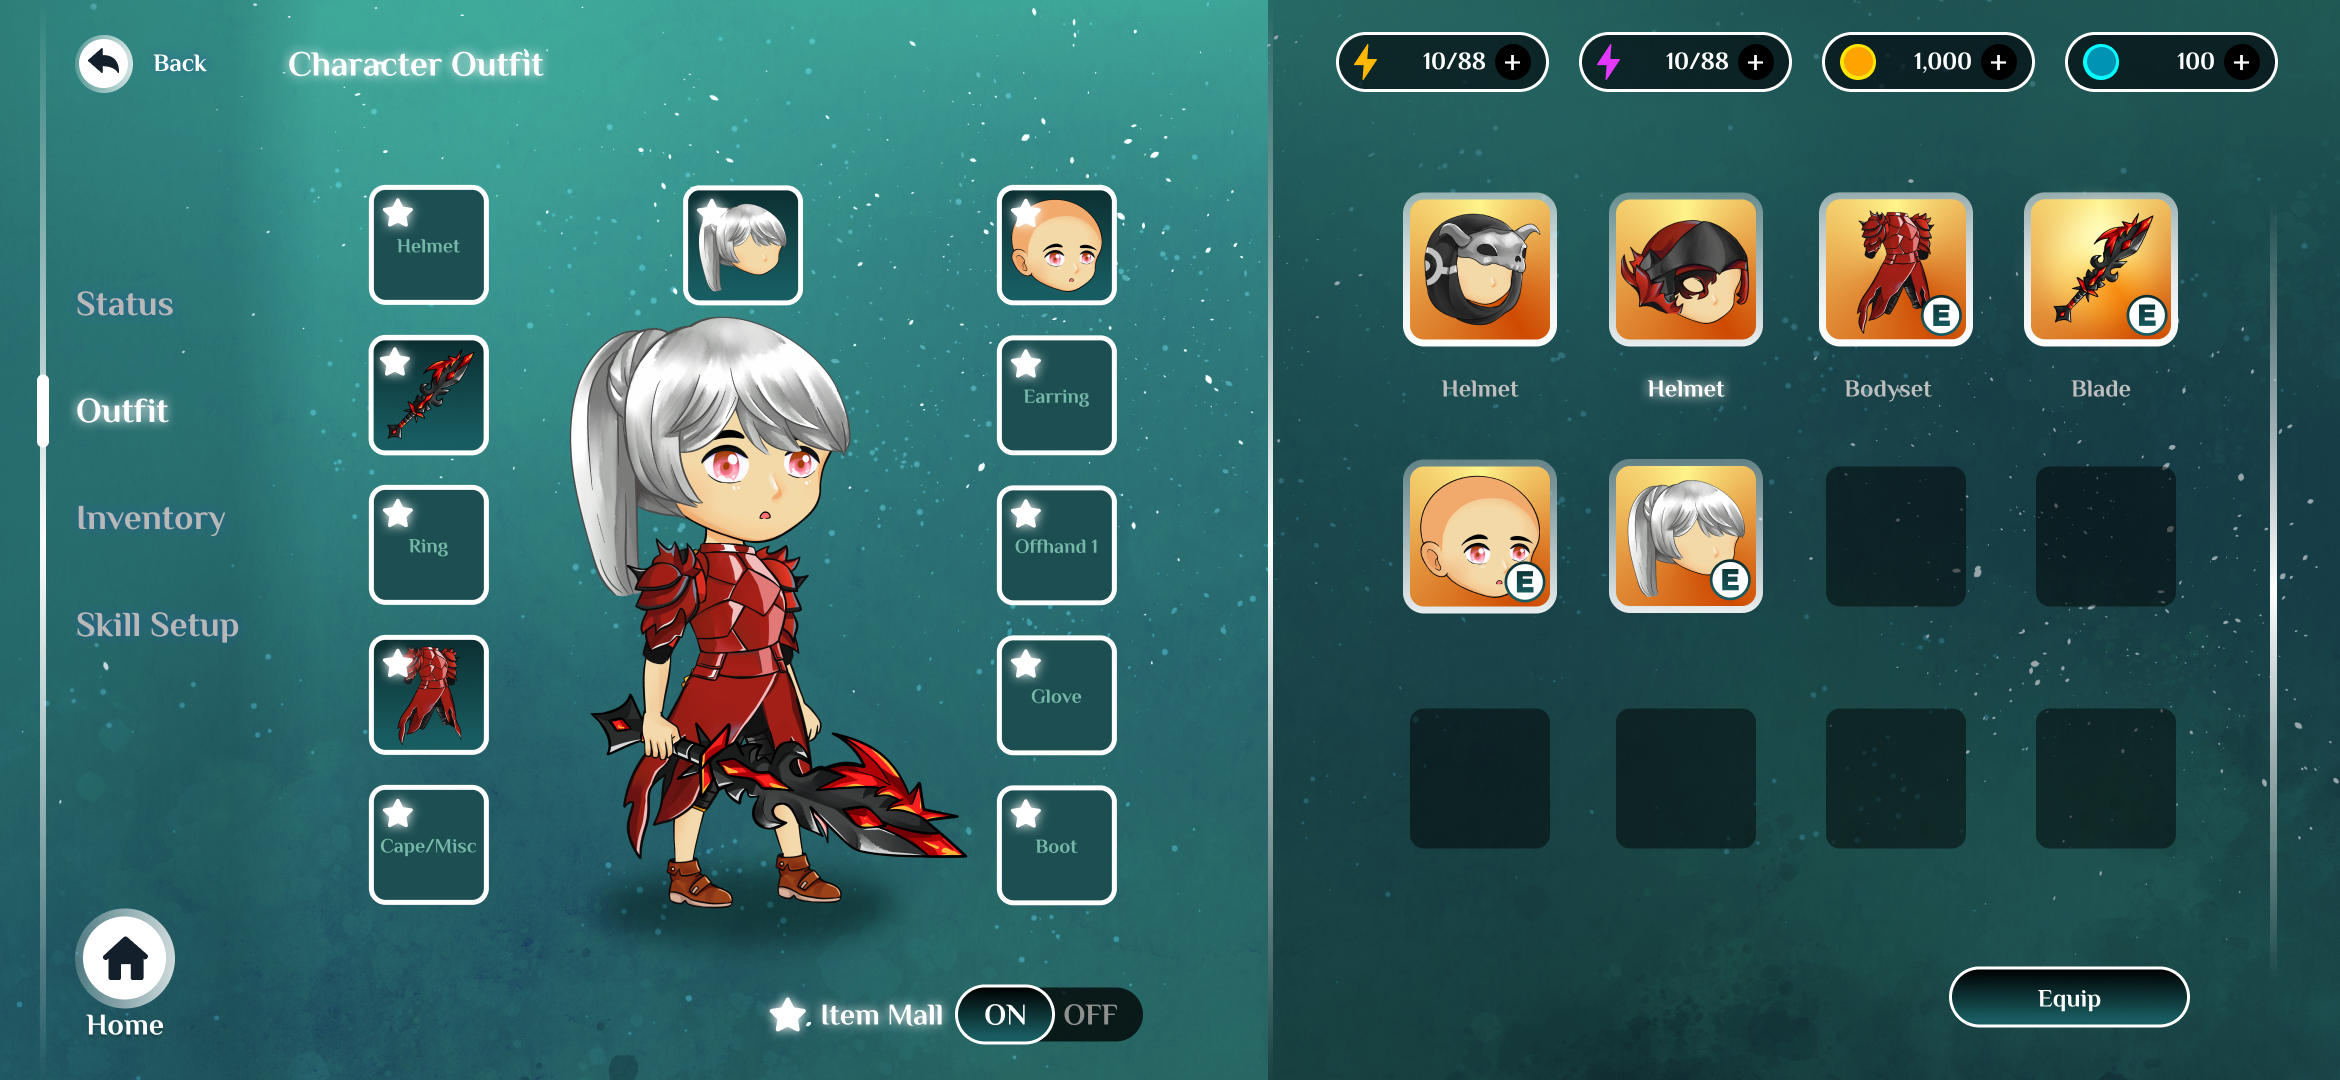 Back
Character Outfit
10/88 +
10/88 +
1,000 +
100 +
Status
Outfit
Inventory
Skill Setup
Home
Helmet
Ring
Cape/Misc
Earring
Offhand 1
Glove
Boot
Item Mall ON OFF
E
E
Helmet
Helmet
Bodyset
Blade
E
E
Equip